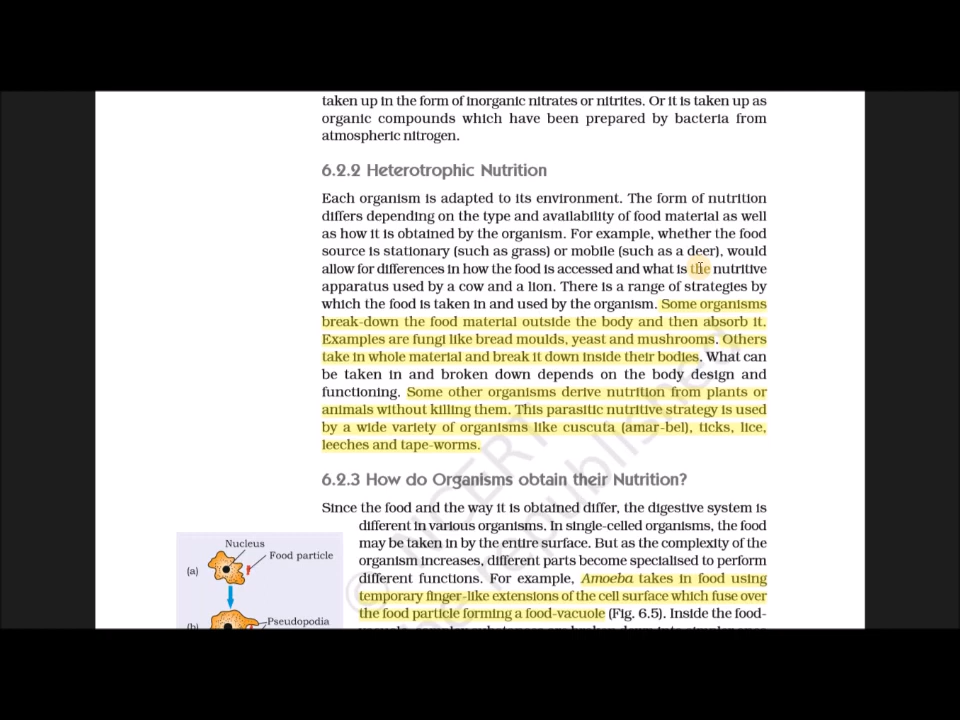 taken up in the form of inorganic nitrates or nitrites. Or it is taken up as
organic compounds which have been prepared by bacteria from
atmospheric nitrogen.
6.2.2 Heterotrophic Nutrition
Each organism is adapted to its environment. The form of nutrition
differs depending on the type and availability of food material as well
as how it is obtained by the organism. For example, whether the food
source is stationary (such as grass) or mobile (such as a deer), would
allow for differences in how the food is accessed and what is the nutritive
apparatus used by a cow and a lion. There is a range of strategies by
which the food is taken in and used by the organism. Some organisms
break-down the food material outside the body and then absorb it.
Examples are fungi like bread moulds, yeast and mushrooms. Others
take in whole material and break it down inside their bodies. What can
be taken in and broken down depends on the body design and
functioning. Some other organisms derive nutrition from plants or
animals without killing them. This parasitic nutritive strategy is used
by a wide variety of organisms like cuscuta (amar-bel), ticks, lice,
leeches and tape-worms.
6.2.3 How do Organisms obtain their Nutrition?
Since the food and the way it is obtained differ, the digestive system is
different in various organisms. In single-celled organisms, the food
may be taken in by the entire surface. But as the complexity of the
organism increases, different parts become specialised to perform
different functions. For example, Amoeba takes in food using
temporary finger-like extensions of the cell surface which fuse over
the food particle forming a food-vacuole (Fig. 6.5). Inside the food-
Nucleus
Food particle
(a)
Pseudopodia
(b)
© NCERT
be republished